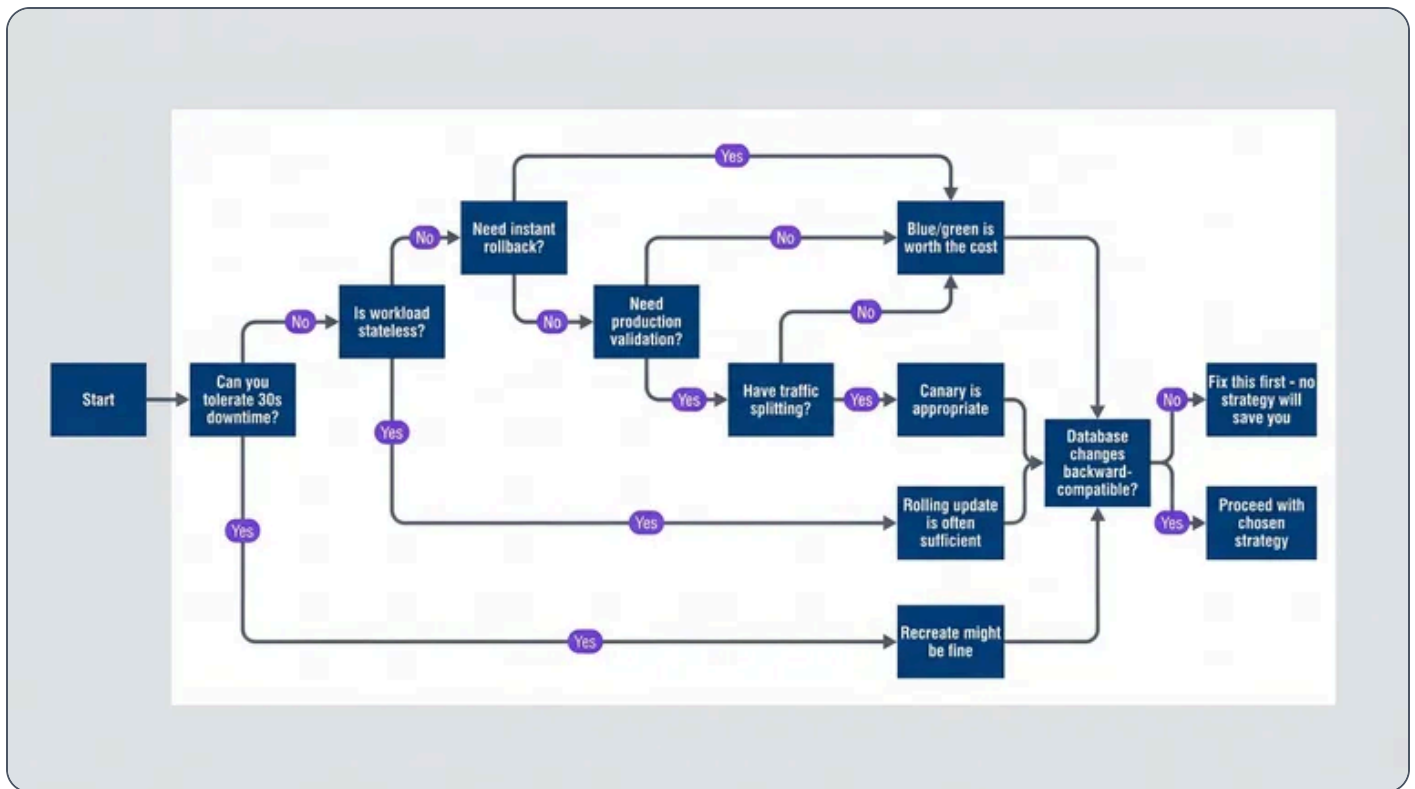 Yes
Need instant
rollback?
No
Blue/green is
worth the cost
No
Is workload
stateless?
No
Need
production
validation?
No
No
Start
Can you
tolerate 30s
downtime?
Yes
Have traffic
splitting?
Yes
Canary is
appropriate
No
Fix this first - no
strategy will
save you
Yes
Database
changes
backward-
compatible?
Yes
Rolling update
is often
sufficient
Yes
Proceed with
chosen
strategy
Yes
Yes
Recreate might
be fine